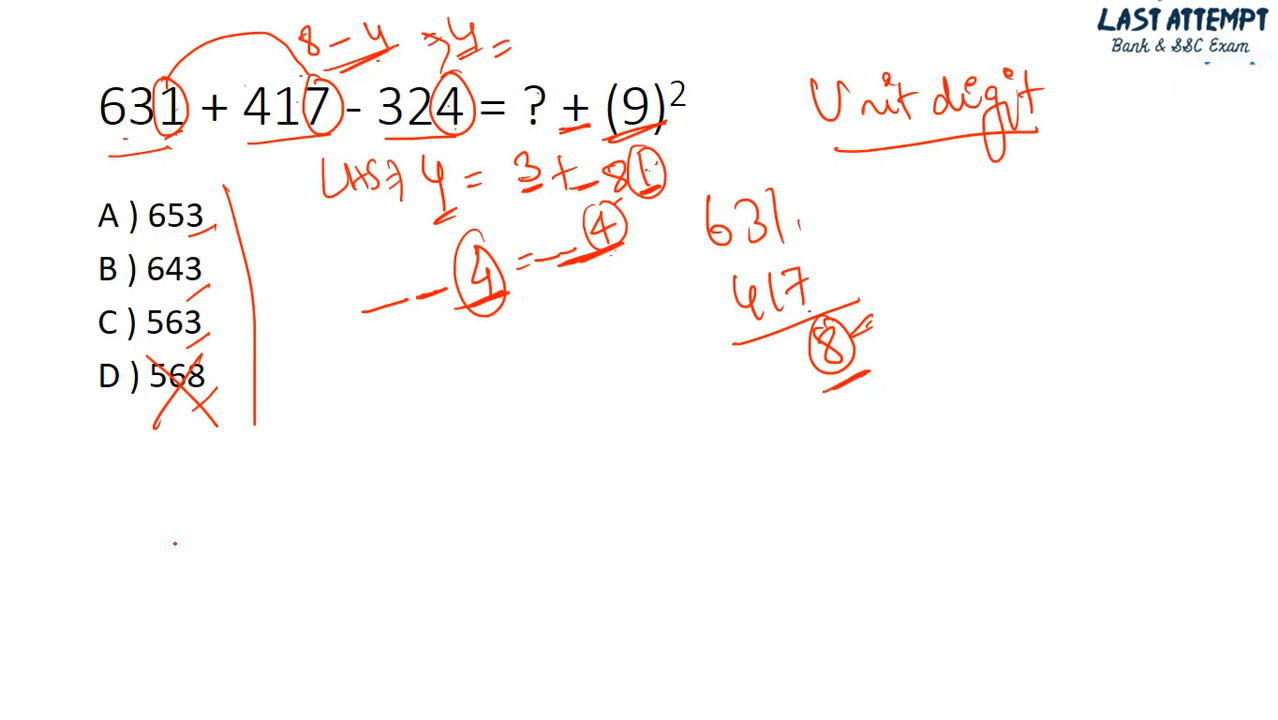 LAST ATTEMPT
Bank & SSC Exam
8 - 4 ⇒ 4 =
631 + 417 - 324 = ? + (9)²
Unit digit
LHS ⇒ 4 = 3 + - 81
A ) 653
B ) 643
C ) 563
D ) 568
_ _ 4 = _ 4
631
417
8